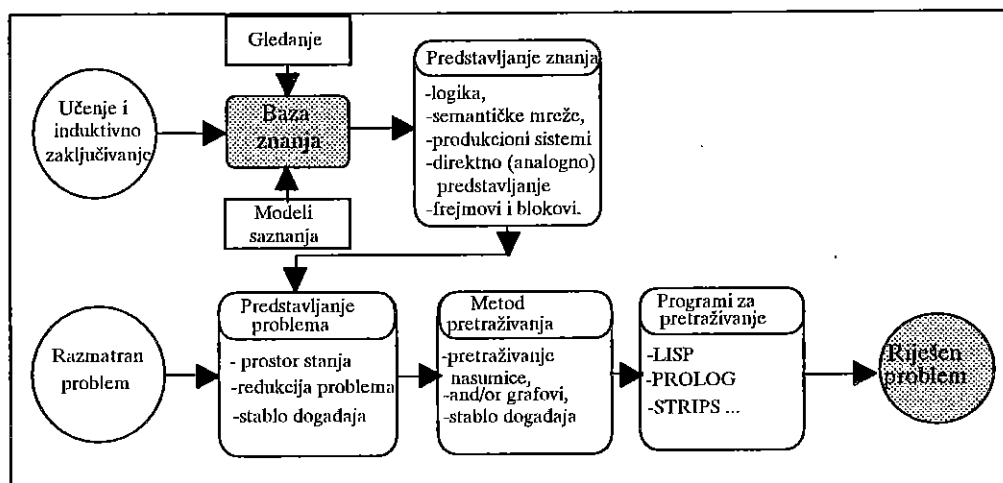 Gledanje
Učenje i
induktivno
zaključivanje
Baza
znanja
Modeli
saznanja
Predstavljanje znanja
-logika,
-semantičke mreže,
-produkcioni sistemi
-direktno (analogno)
predstavljanje
-frejmovi i blokovi.
Razmatran
problem
Predstavljanje
problema
- prostor stanja
-redukcija problema
-stablo događaja
Metod
pretraživanja
-pretraživanje
nasumice,
-and/or grafovi,
-stablo događaja
Programi za
pretraživanje
-LISP
-PROLOG
-STRIPS ...
Riješen
problem